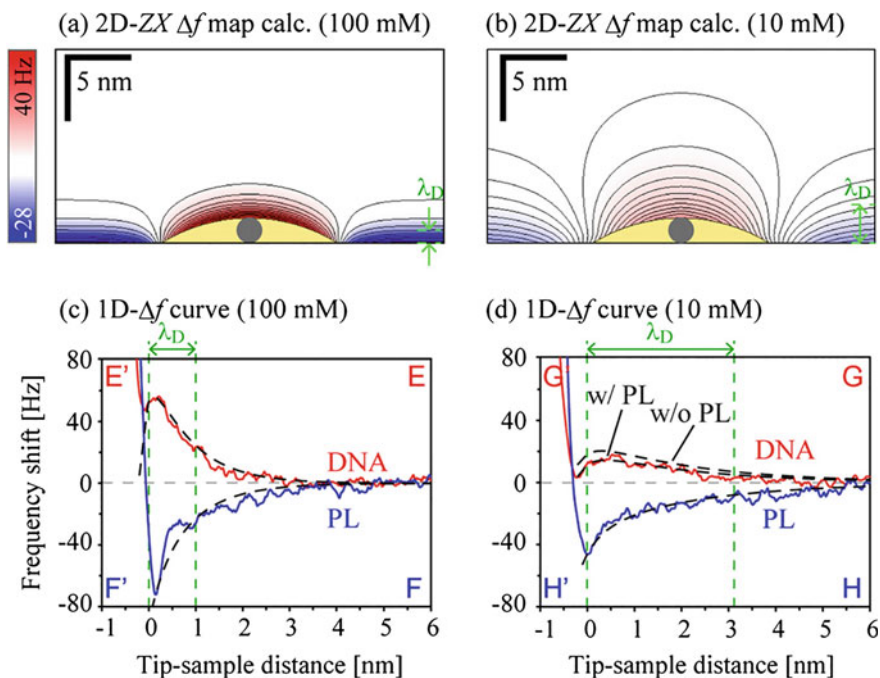 (a) 2D-ZX Δf map calc. (100 mM)
(b) 2D-ZX Δf map calc. (10 mM)
40 Hz
-28
5 nm
λD
5 nm
λD
(c) 1D-Δf curve (100 mM)
(d) 1D-Δf curve (10 mM)
λD
λD
Frequency shift [Hz]
80
40
0
-40
-80
E'
E
DNA
PL
F'
F
-1 0 1 2 3 4 5 6
Tip-sample distance [nm]
80
40
0
-40
-80
G
G
w/ PL
w/o PL
DNA
PL
H'
H
-1 0 1 2 3 4 5 6
Tip-sample distance [nm]